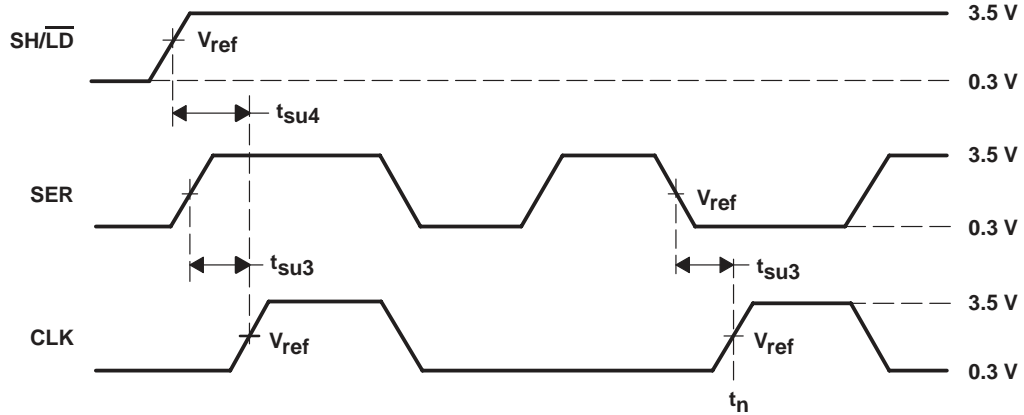 3.5 V
SH/L̅D̅ Vref
0.3 V
tsu4
3.5 V
SER Vref
0.3 V
tsu3 tsu3
3.5 V
CLK Vref Vref
0.3 V
tn